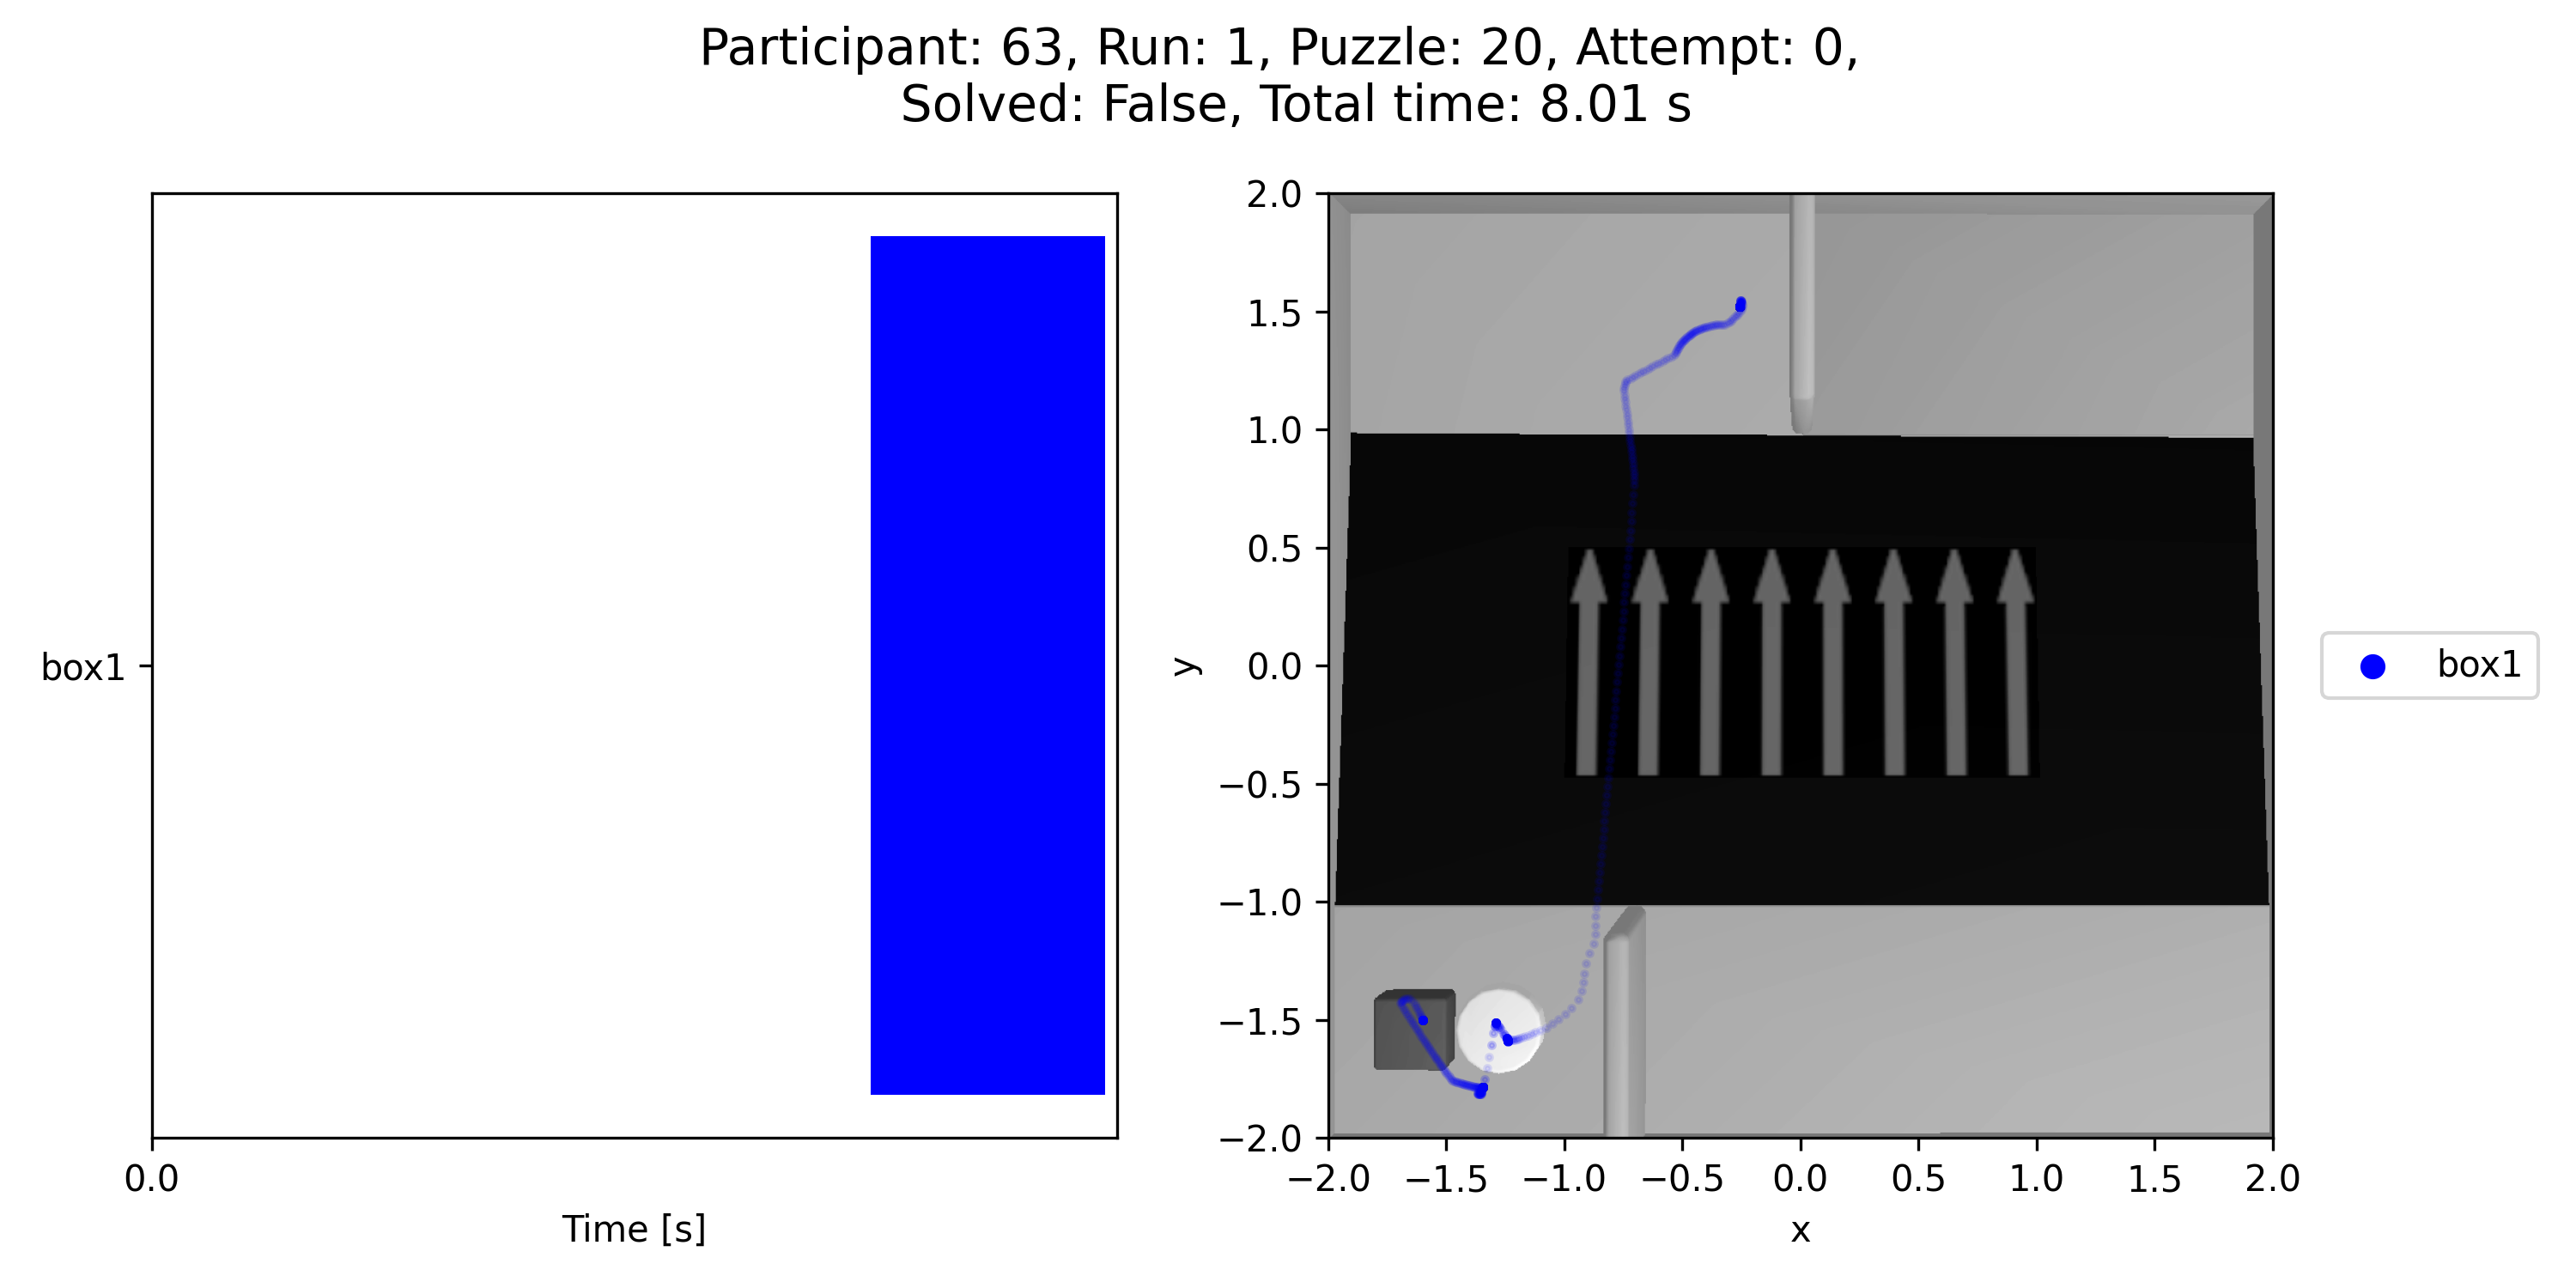 Participant: 63, Run: 1, Puzzle: 20, Attempt: 0,
Solved: False, Total time: 8.01 s
box1
0.0
Time [s]
2.0
1.5
1.0
0.5
0.0
−0.5
−1.0
−1.5
−2.0
y
−2.0 −1.5 −1.0 −0.5 0.0 0.5 1.0 1.5 2.0
x
box1